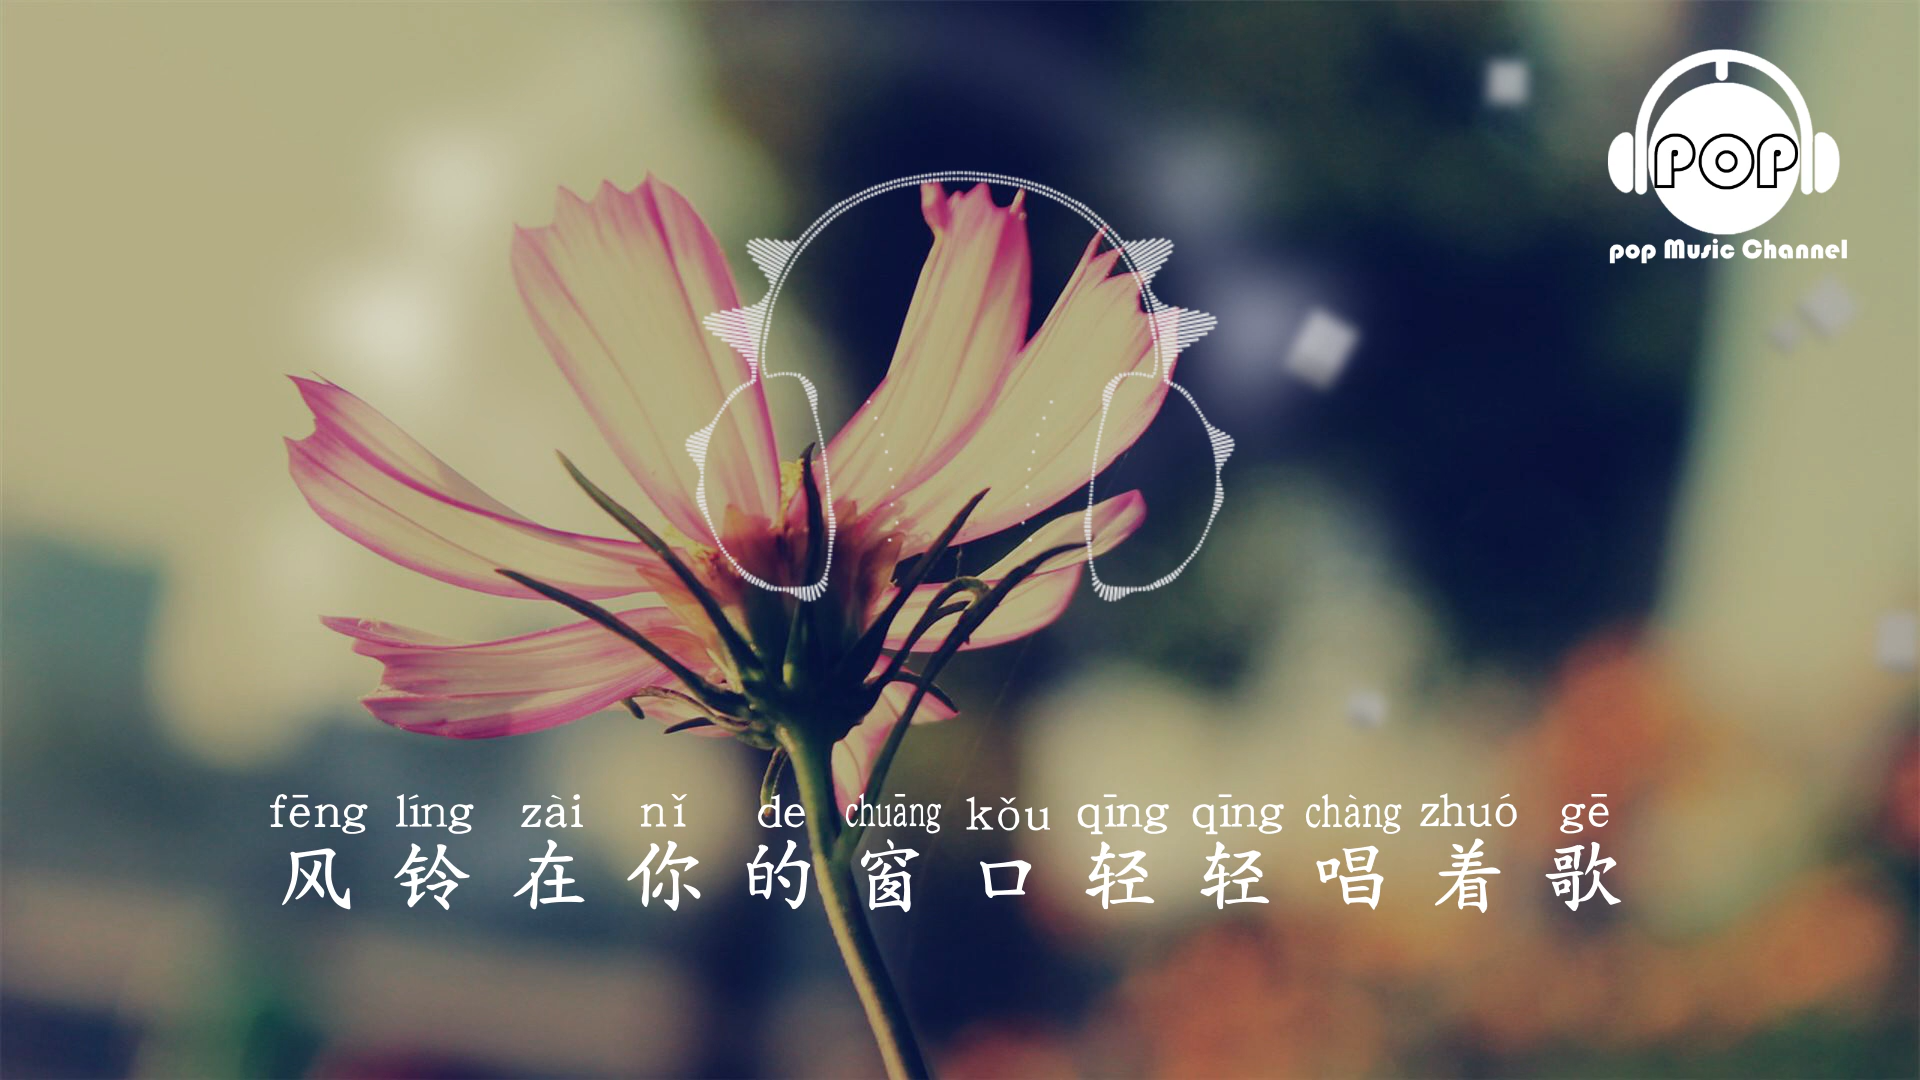 POP
pop Music Channel
fēng líng zài nǐ de chuāng kǒu qīng qīng chàng zhuó gē
风铃在你的窗口轻轻唱着歌